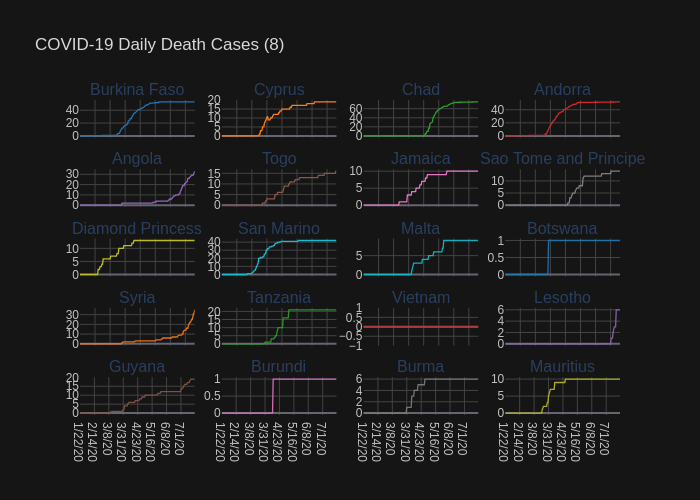 COVID-19 Daily Death Cases (8)
Burkina Faso Cyprus Chad Andorra
40 20 0
20 15 10 5 0
60 40 20 0
40 20 0
Angola Togo Jamaica Sao Tome and Principe
30 20 10 0
15 10 5 0
10 5 0
10 5 0
Diamond Princess San Marino Malta Botswana
10 5 0
40 30 20 10 0
5 0
1 0.5 0
Syria Tanzania Vietnam Lesotho
30 20 10 0
20 15 10 5 0
1 0.5 0 −0.5 −1
6 4 2 0
Guyana Burundi Burma Mauritius
20 15 10 5 0
1 0.5 0
6 4 2 0
10 5 0
1/22/20 2/14/20 3/8/20 3/31/20 4/23/20 5/16/20 6/8/20 7/1/20
1/22/20 2/14/20 3/8/20 3/31/20 4/23/20 5/16/20 6/8/20 7/1/20
1/22/20 2/14/20 3/8/20 3/31/20 4/23/20 5/16/20 6/8/20 7/1/20
1/22/20 2/14/20 3/8/20 3/31/20 4/23/20 5/16/20 6/8/20 7/1/20